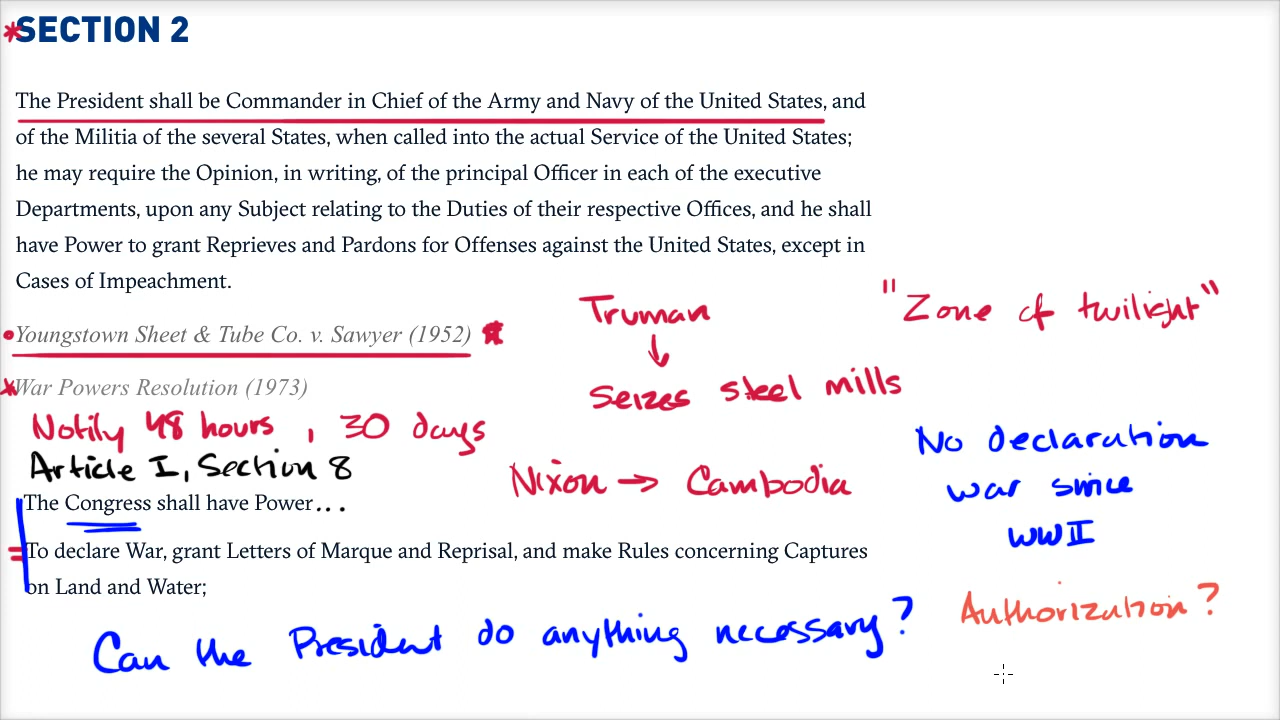 SECTION 2
The President shall be Commander in Chief of the Army and Navy of the United States, and
of the Militia of the several States, when called into the actual Service of the United States;
he may require the Opinion, in writing, of the principal Officer in each of the executive
Departments, upon any Subject relating to the Duties of their respective Offices, and he shall
have Power to grant Reprieves and Pardons for Offenses against the United States, except in
Cases of Impeachment.
Youngstown Sheet & Tube Co. v. Sawyer (1952)
War Powers Resolution (1973)
Notify 48 hours, 30 days
Article I, Section 8
The Congress shall have Power...
To declare War, grant Letters of Marque and Reprisal, and make Rules concerning Captures
on Land and Water;
Truman
Seizes steel mills
Nixon → Cambodia
"Zone of twilight"
No declaration
war since
WWII
Authorization?
Can the President do anything necessary?